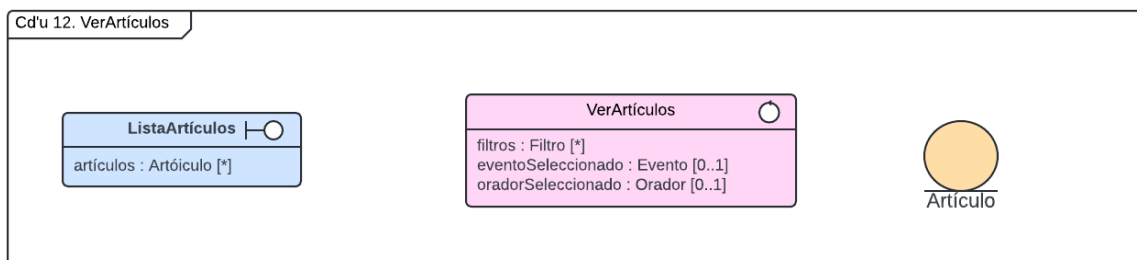 Cd'u 12. VerArtículos
ListaArtículos
artículos : Artóiculo [*]
VerArtículos
filtros : Filtro [*]
eventoSeleccionado : Evento [0..1]
oradorSeleccionado : Orador [0..1]
Artículo